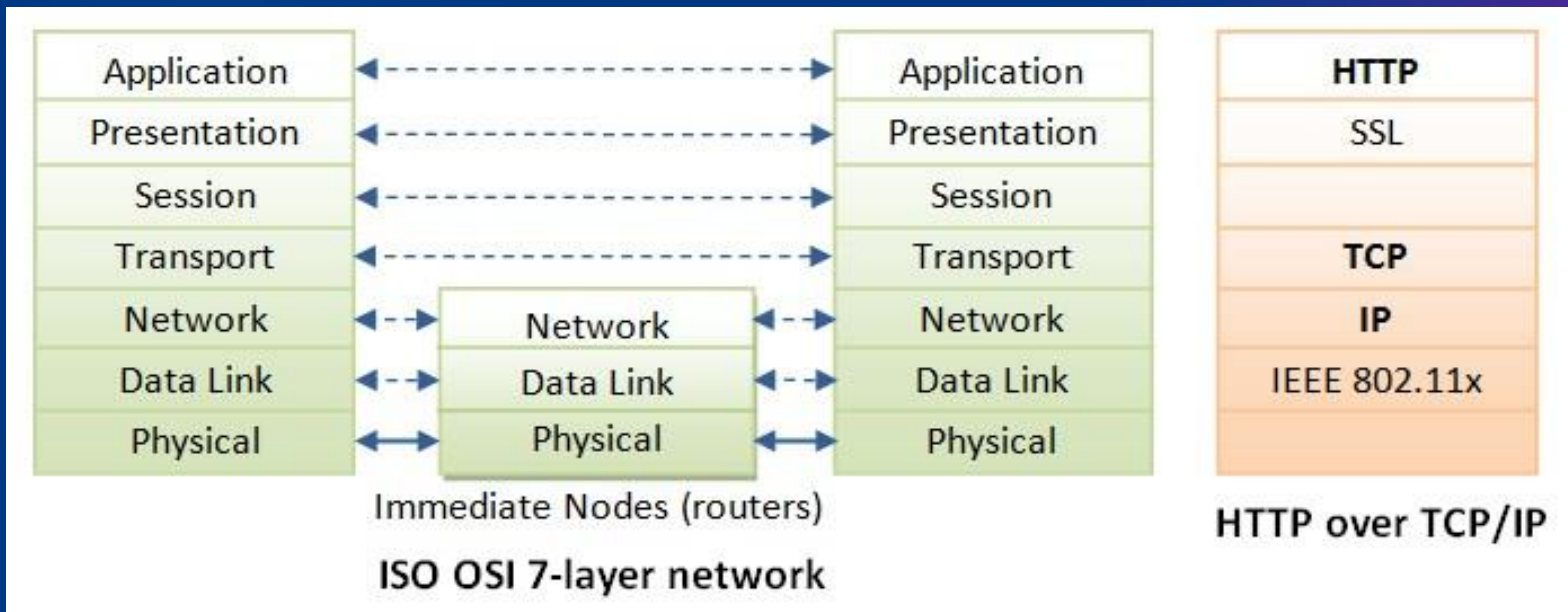 Application Application HTTP
Presentation Presentation SSL
Session Session
Transport Transport TCP
Network Network Network IP
Data Link Data Link Data Link IEEE 802.11x
Physical Physical Physical
Immediate Nodes (routers)
HTTP over TCP/IP
ISO OSI 7-layer network